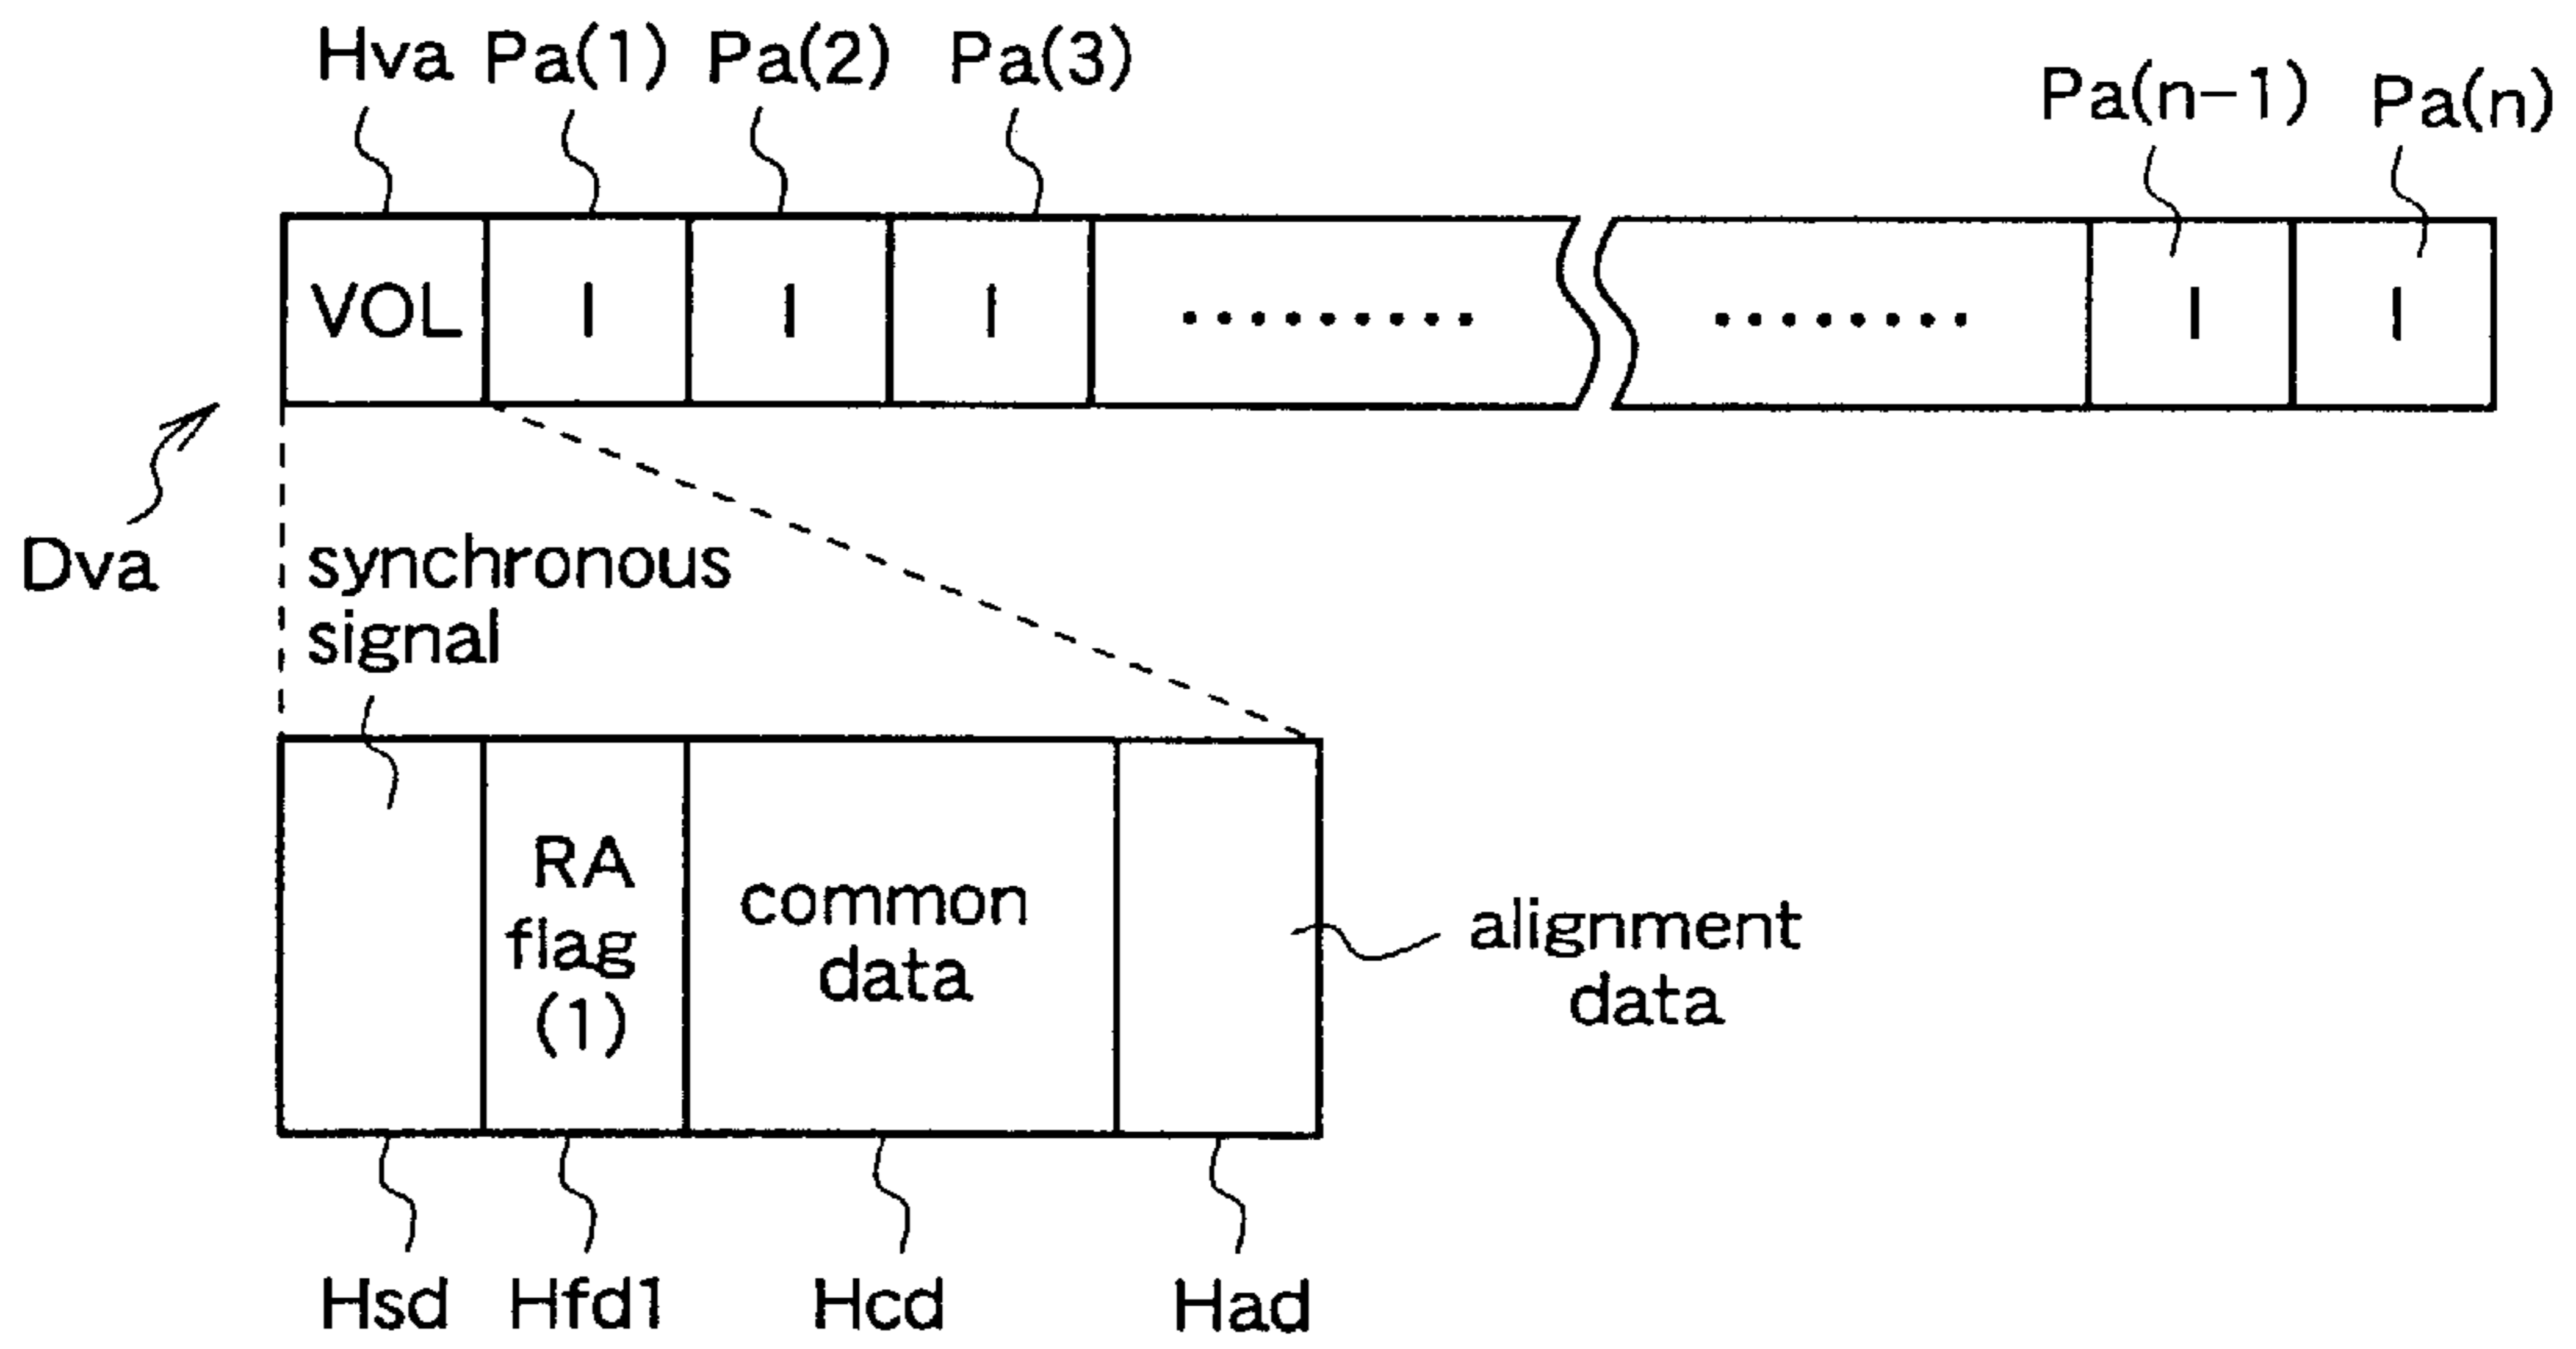 Hva Pa(1) Pa(2) Pa(3) Pa(n-1) Pa(n)
VOL I I I ......... ........ I I
Dva
synchronous
signal
RA
flag
(1)
common
data
alignment
data
Hsd Hfd1 Hcd Had